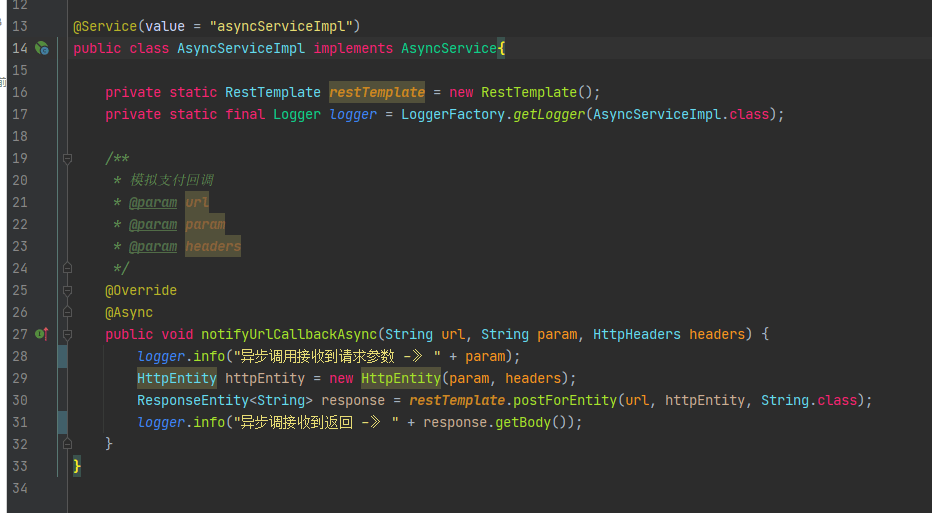 12
13 @Service(value = "asyncServiceImpl")
14 public class AsyncServiceImpl implements AsyncService{
15
16 private static RestTemplate restTemplate = new RestTemplate();
17 private static final Logger logger = LoggerFactory.getLogger(AsyncServiceImpl.class);
18
19 /**
20 * 模拟支付回调
21 * @param url
22 * @param param
23 * @param headers
24 */
25 @Override
26 @Async
27 public void notifyUrlCallbackAsync(String url, String param, HttpHeaders headers) {
28 logger.info("异步调用接收到请求参数 -》 " + param);
29 HttpEntity httpEntity = new HttpEntity(param, headers);
30 ResponseEntity<String> response = restTemplate.postForEntity(url, httpEntity, String.class);
31 logger.info("异步调接收到返回 -》 " + response.getBody());
32 }
33 }
34